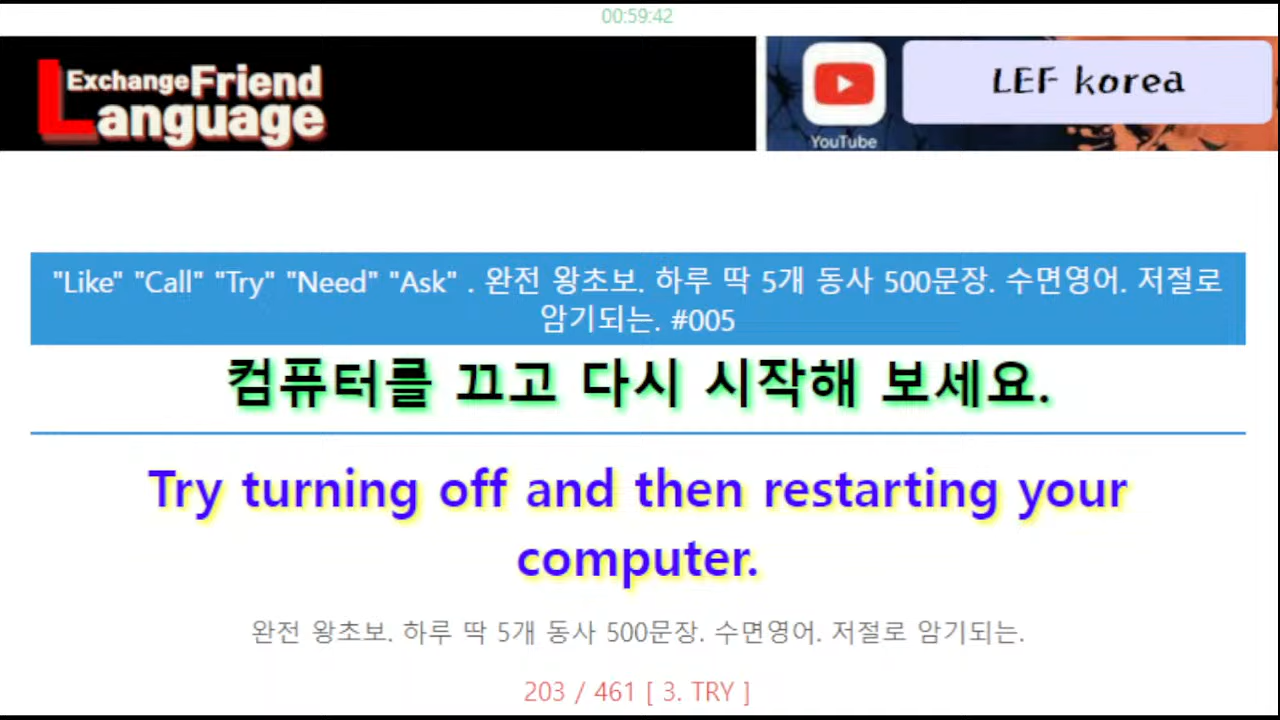 00:59:42
ExchangeFriend
Language
LEF korea
YouTube
"Like" "Call" "Try" "Need" "Ask" . 완전 왕초보. 하루 딱 5개 동사 500문장. 수면영어. 저절로
암기되는. #005
컴퓨터를 끄고 다시 시작해 보세요.
Try turning off and then restarting your
computer.
완전 왕초보. 하루 딱 5개 동사 500문장. 수면영어. 저절로 암기되는.
203 / 461 [ 3. TRY ]